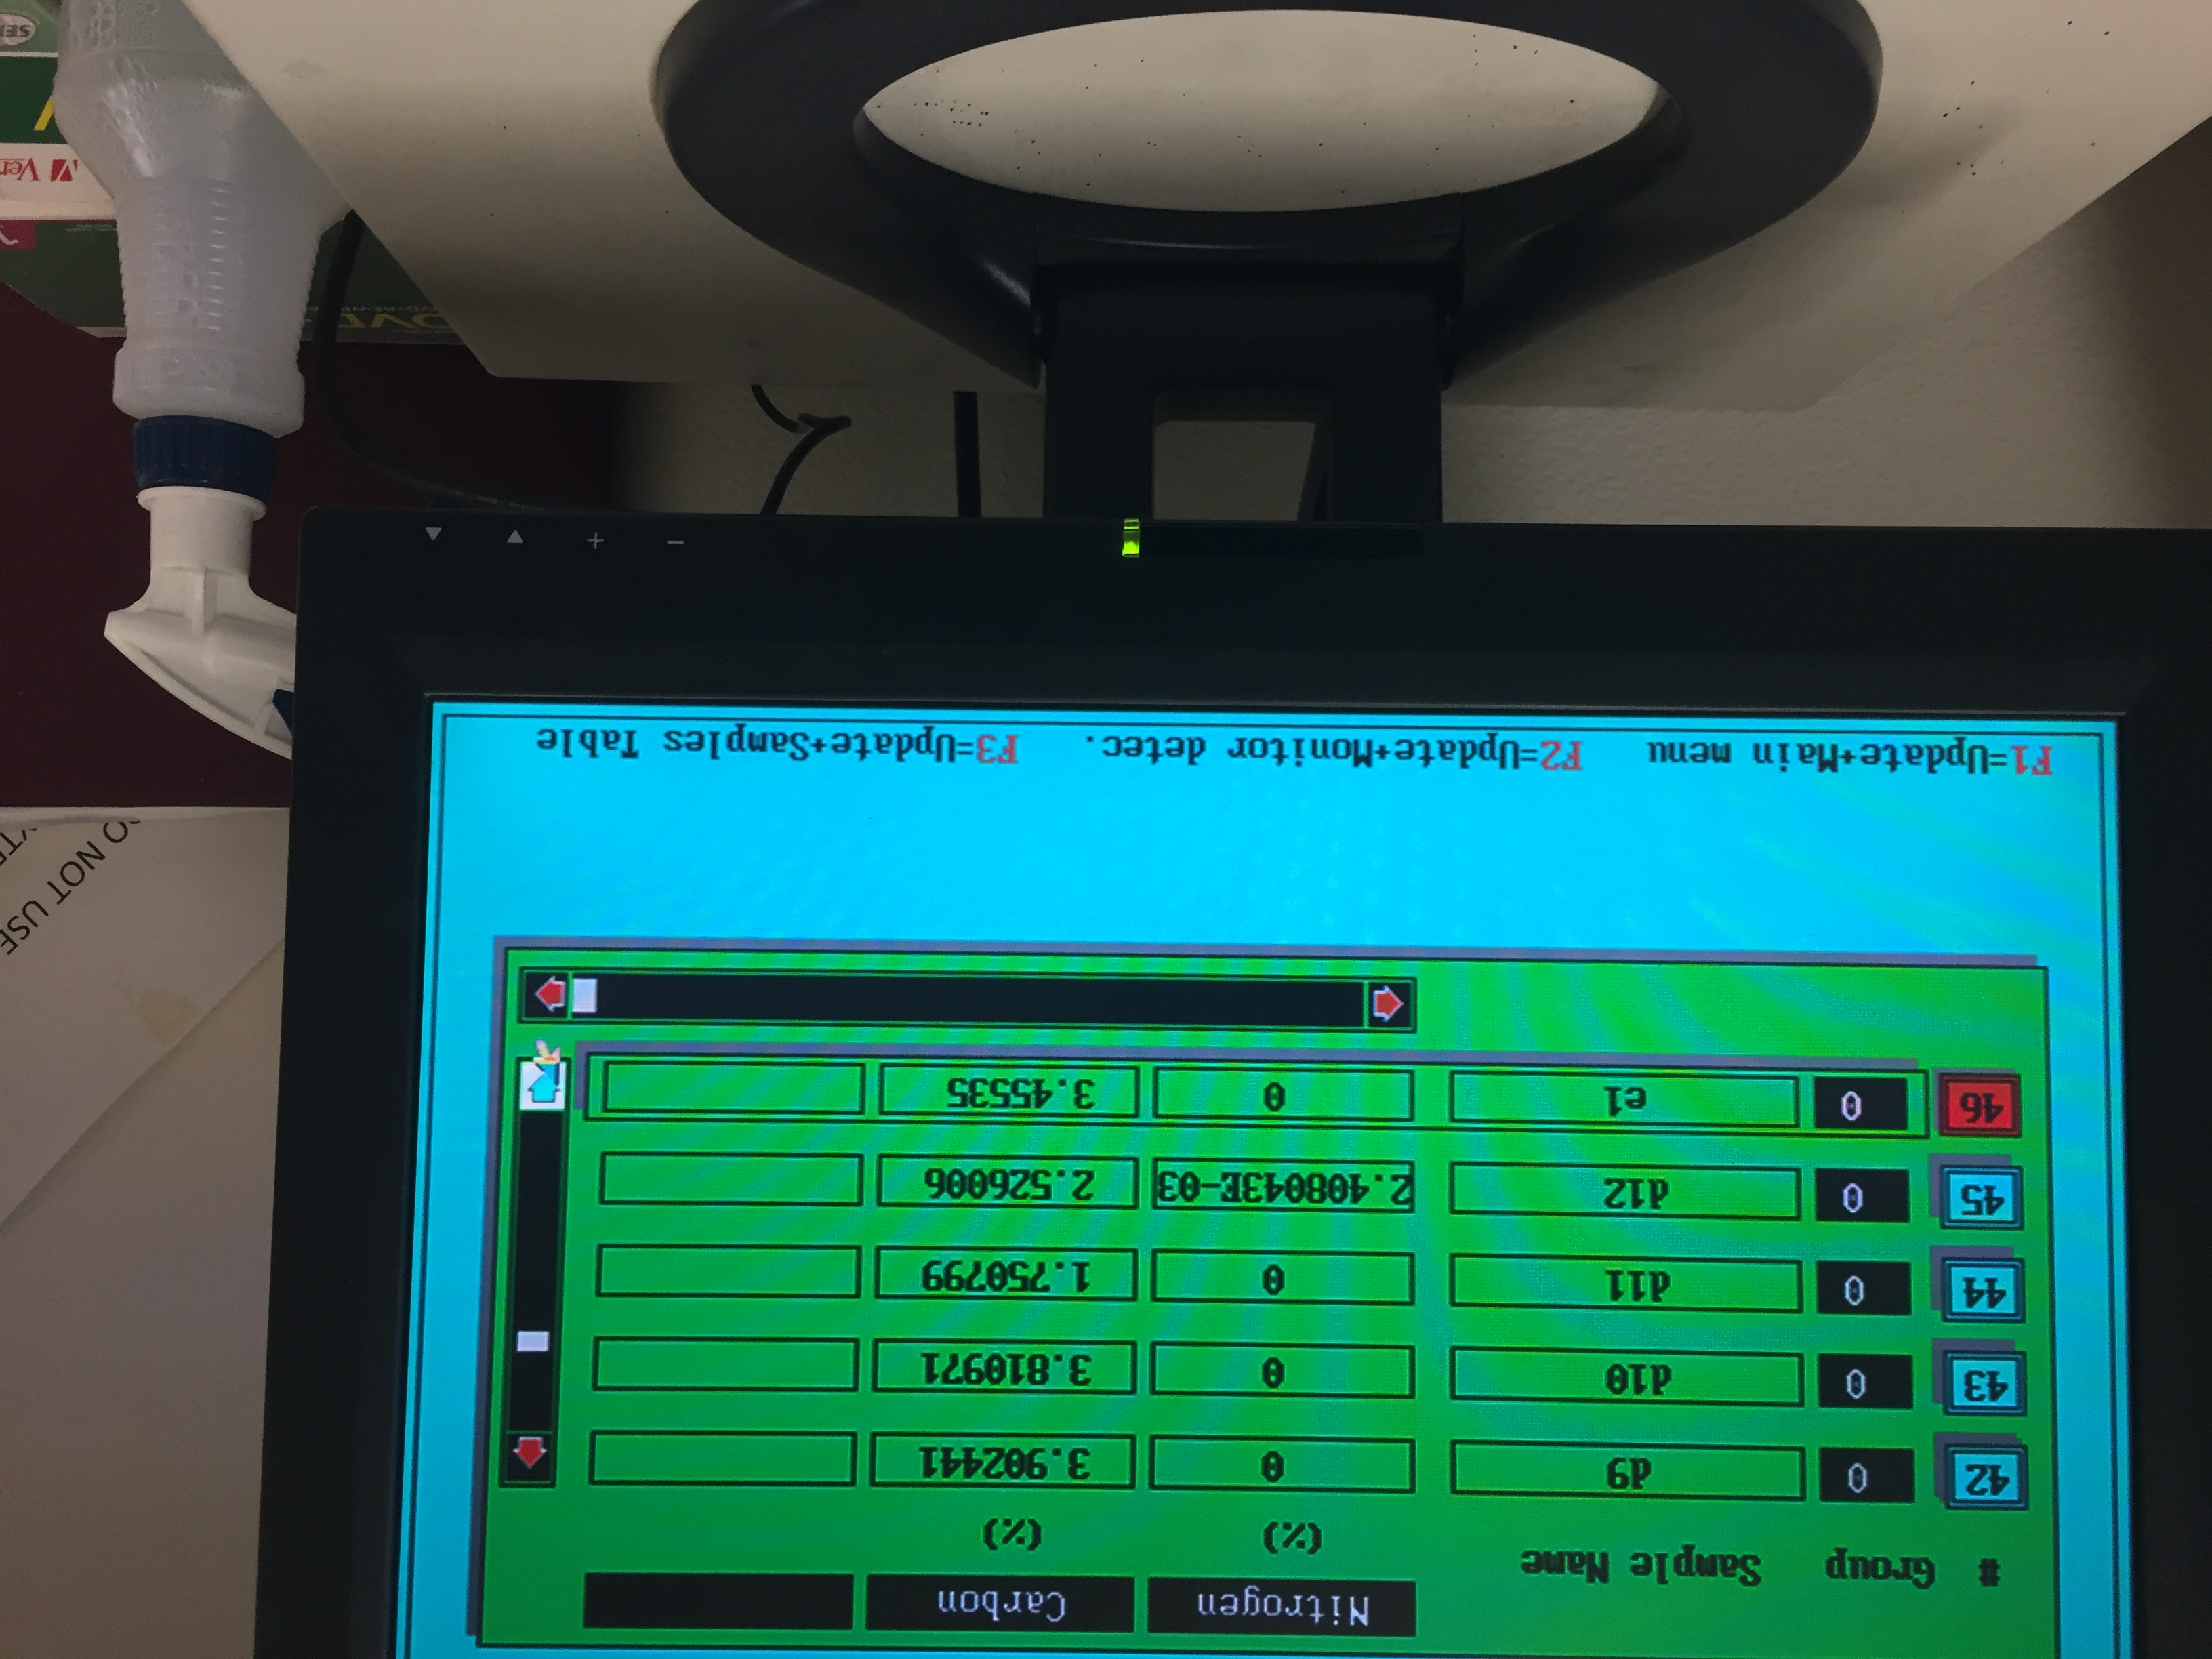 Nitrogen Carbon
# Group Sample Name
(%) (%)
42 0 d9 0 3.902441
43 0 d10 0 3.810971
44 0 d11 0 1.750799
45 0 d12 2.408043E-03 2.526006
46 0 e1 0 3.45535
F1=Update+Main menu F2=Update+Monitor detec. F3=Update+Samples Table
DO NOT USE
− + ▼ ▲